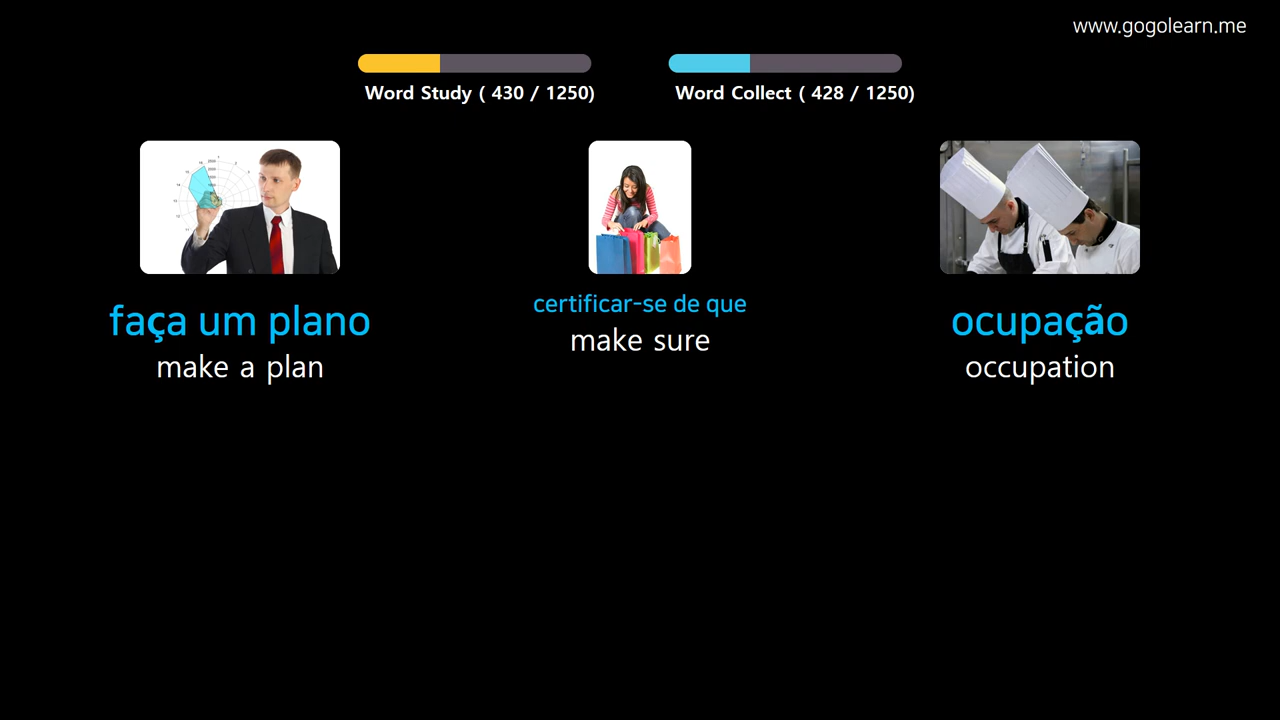 www.gogolearn.me
Word Study ( 430 / 1250)
Word Collect ( 428 / 1250)
faça um plano
make a plan
certificar-se de que
make sure
ocupação
occupation